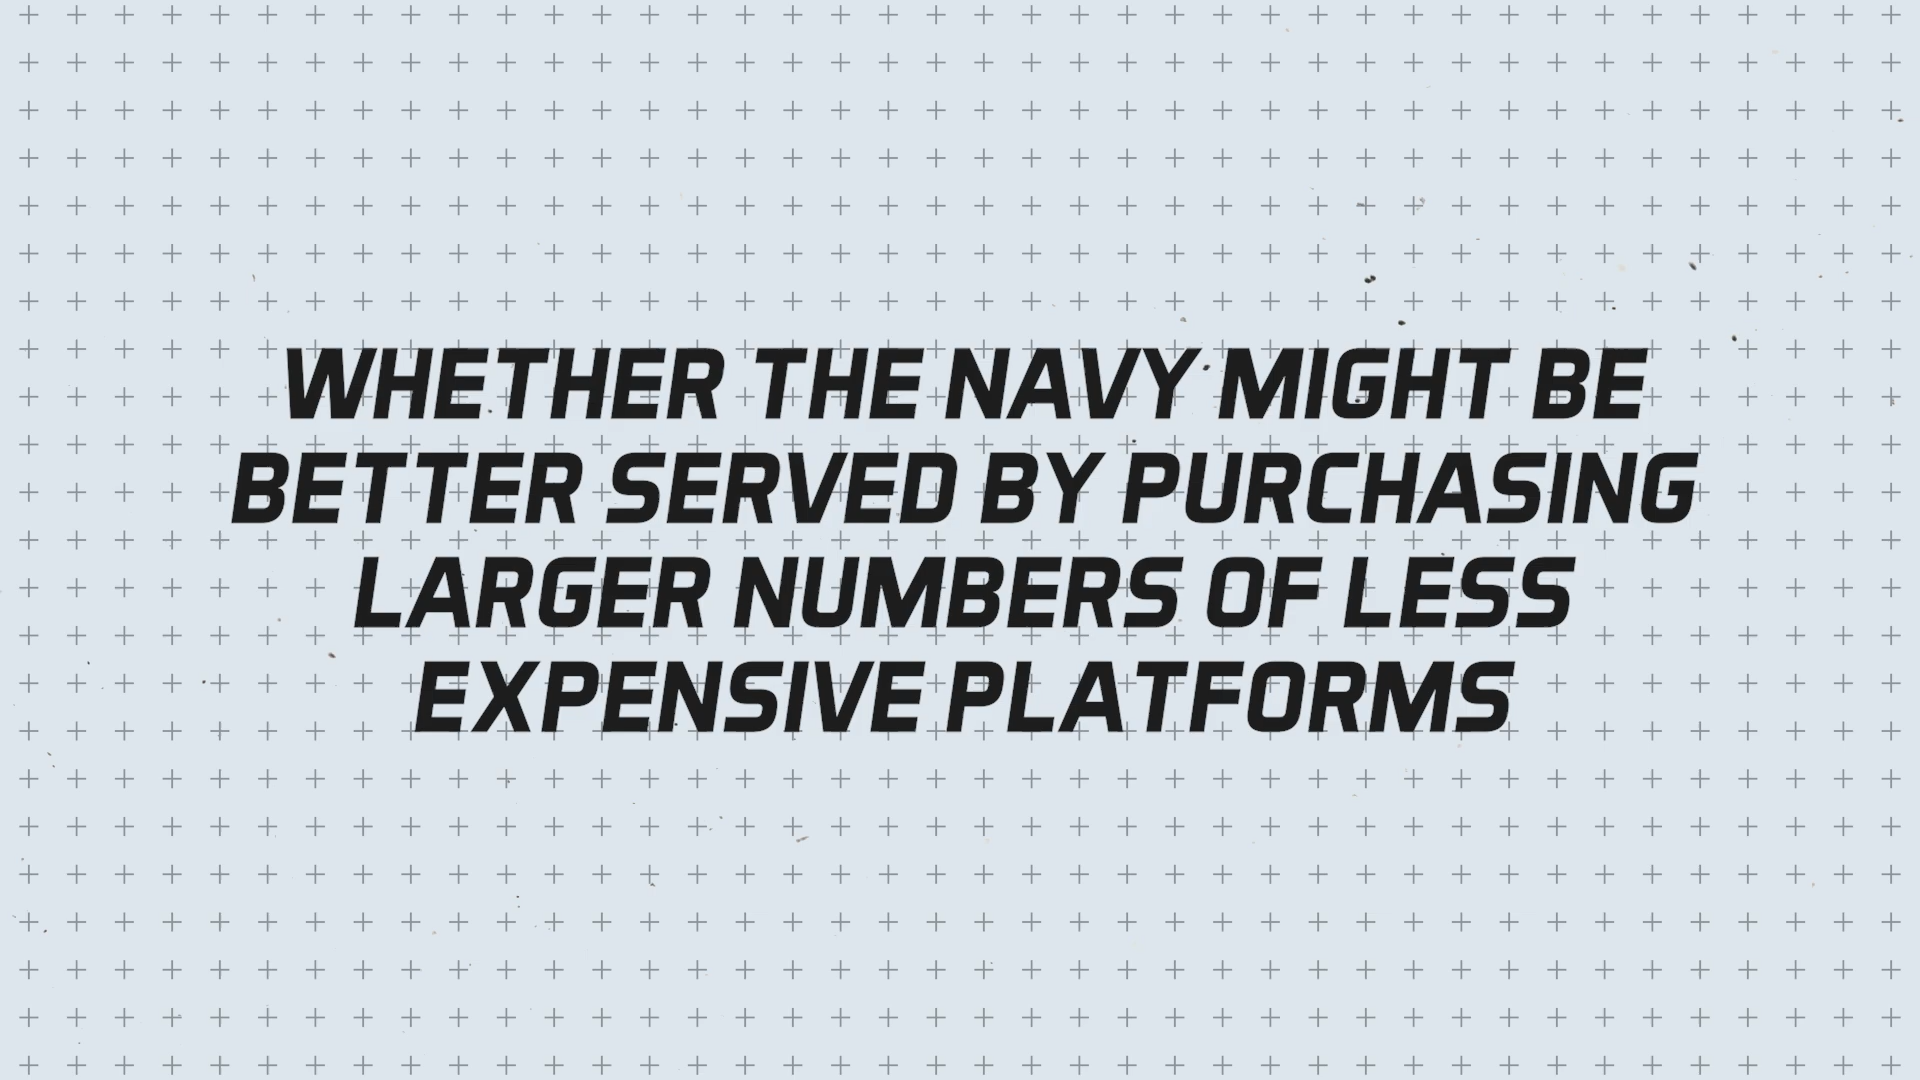 WHETHER THE NAVY MIGHT BE
BETTER SERVED BY PURCHASING
LARGER NUMBERS OF LESS
EXPENSIVE PLATFORMS